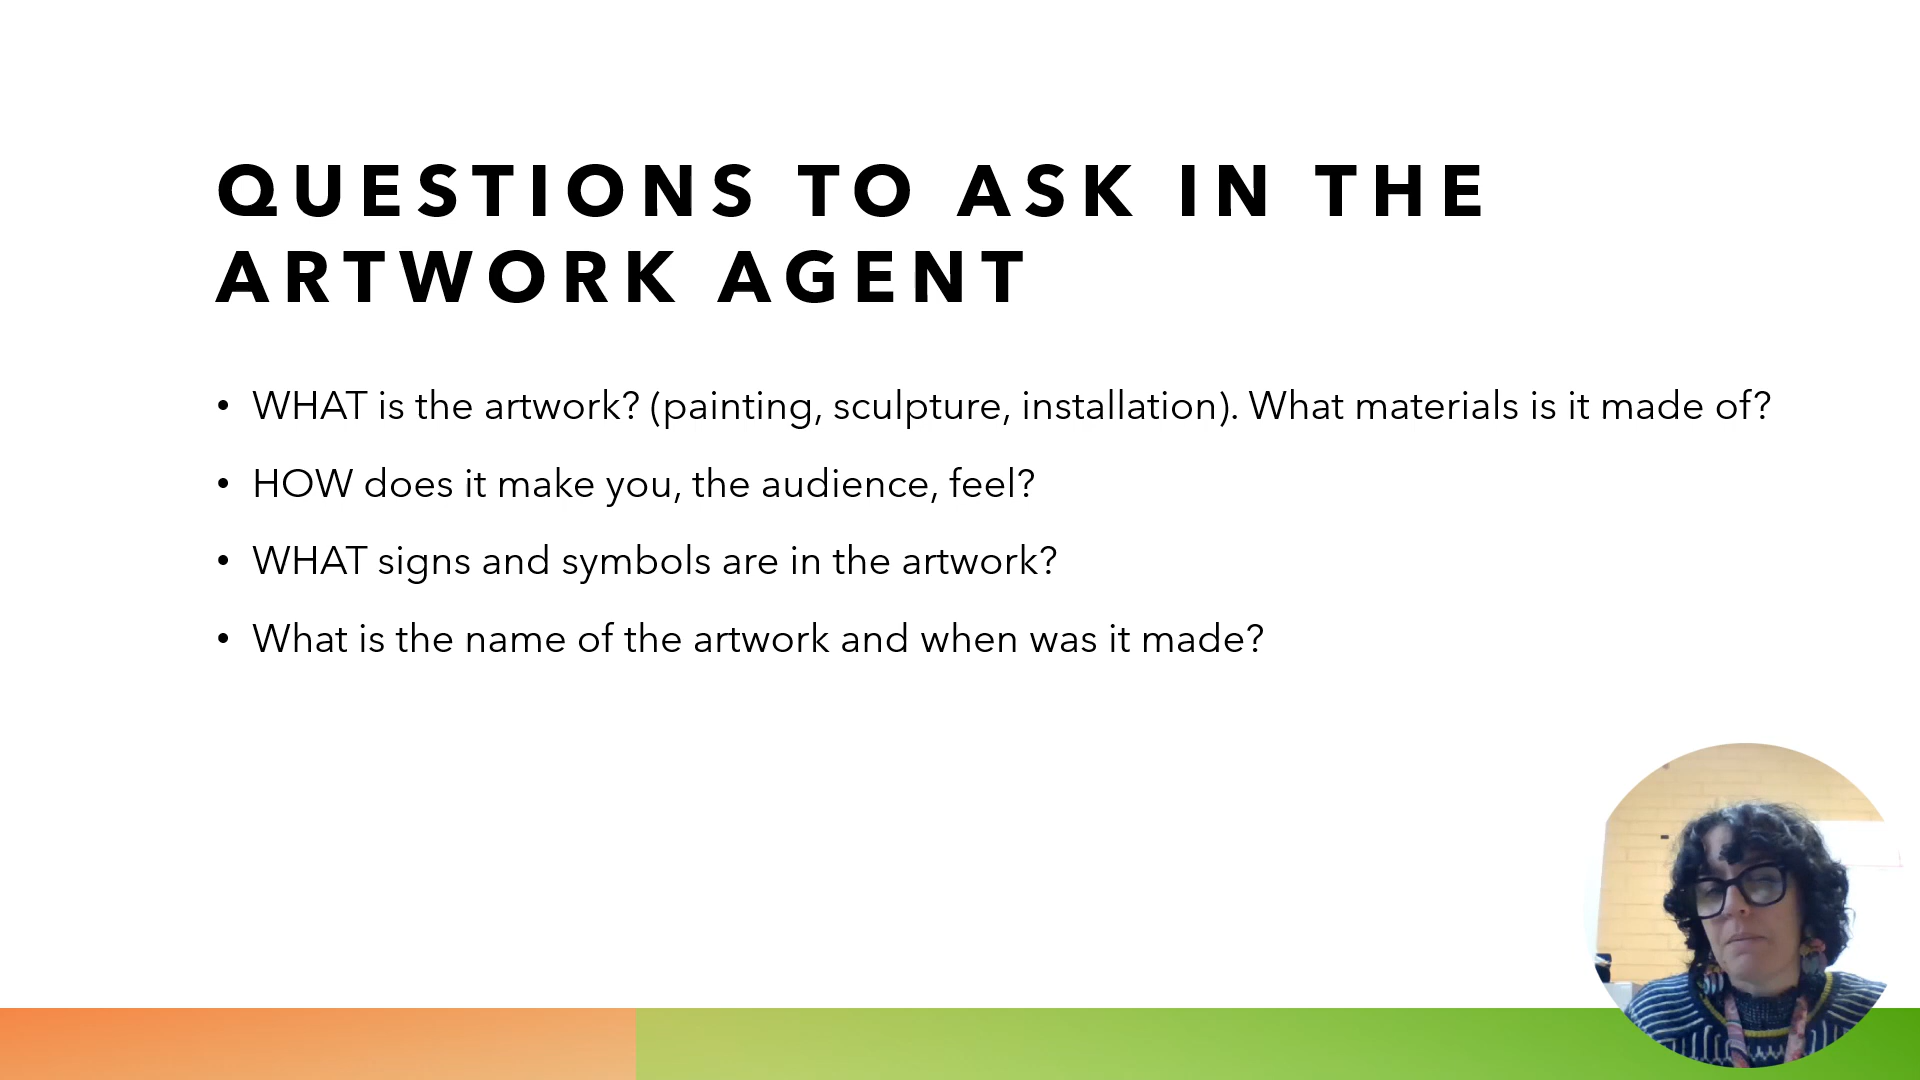 QUESTIONS TO ASK IN THE
ARTWORK AGENT
• WHAT is the artwork? (painting, sculpture, installation). What materials is it made of?
• HOW does it make you, the audience, feel?
• WHAT signs and symbols are in the artwork?
• What is the name of the artwork and when was it made?